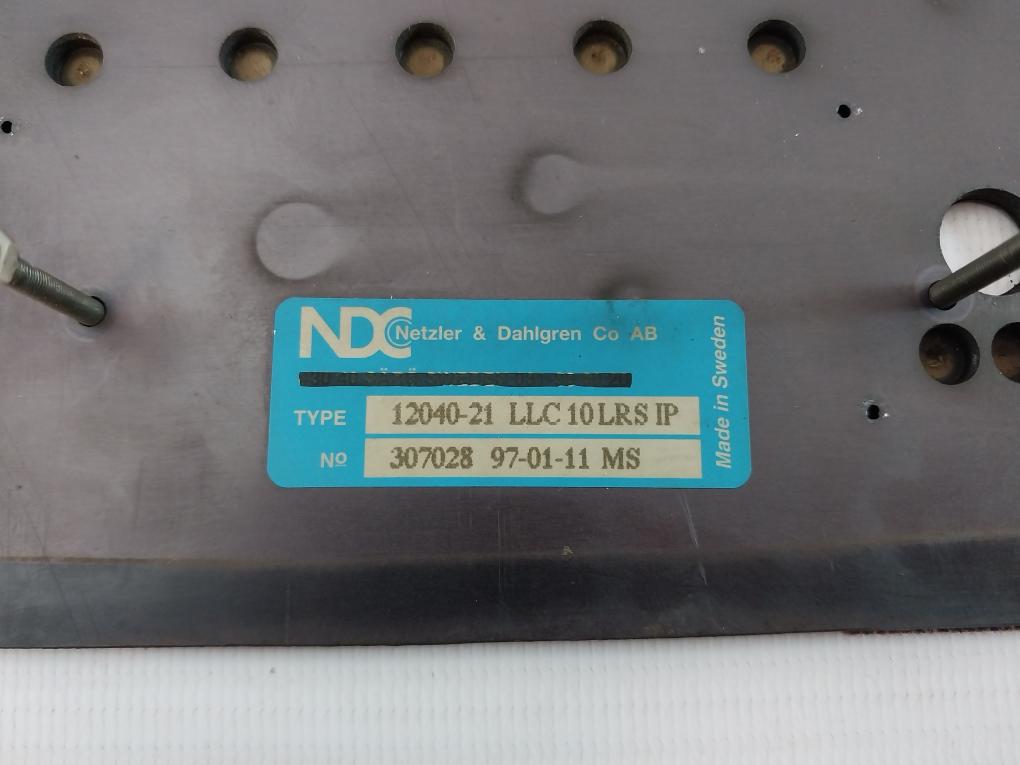 NDC Netzler & Dahlgren Co AB
TYPE 12040-21 LLC 10 LRS IP
No 307028 97-01-11 MS
Made in Sweden